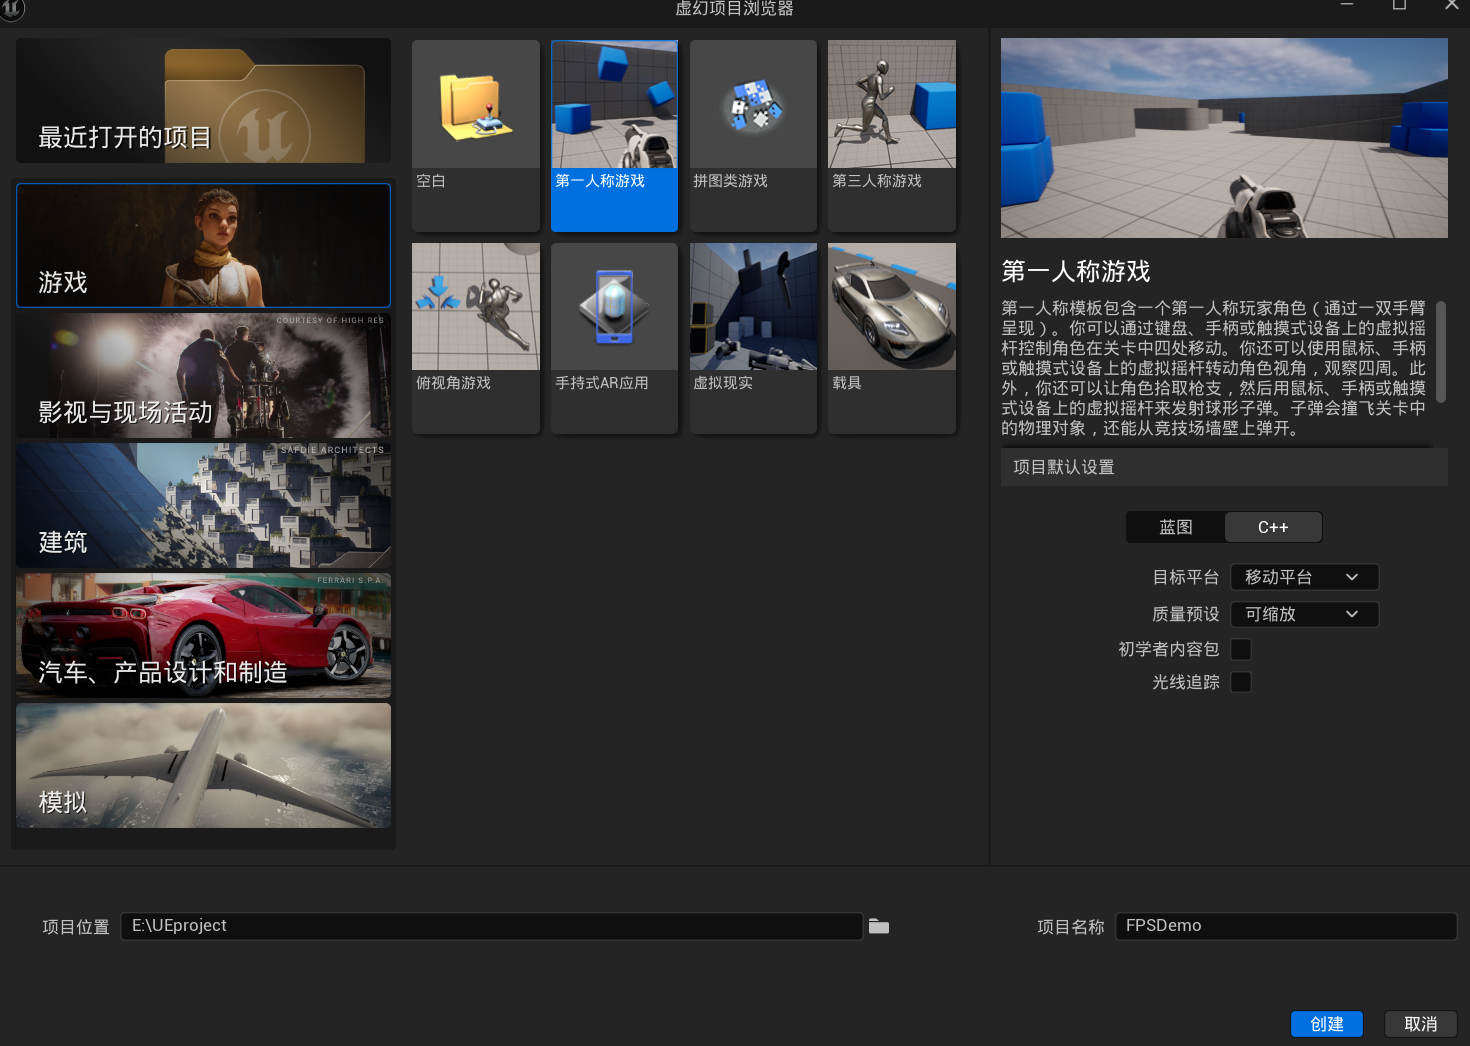 虚幻项目浏览器
最近打开的项目
游戏
COURTESY OF HIGH RES
影视与现场活动
SAFDIE ARCHITECTS
建筑
FERRARI S.P.A.
汽车、产品设计和制造
模拟
空白
第一人称游戏
拼图类游戏
第三人称游戏
俯视角游戏
手持式AR应用
虚拟现实
载具
第一人称游戏
第一人称模板包含一个第一人称玩家角色（通过一双手臂
呈现）。你可以通过键盘、手柄或触摸式设备上的虚拟摇
杆控制角色在关卡中四处移动。你还可以使用鼠标、手柄
或触摸式设备上的虚拟摇杆转动角色视角，观察四周。此
外，你还可以让角色拾取枪支，然后用鼠标、手柄或触摸
式设备上的虚拟摇杆来发射球形子弹。子弹会撞飞关卡中
的物理对象，还能从竞技场墙壁上弹开。
项目默认设置
蓝图 C++
目标平台 移动平台
质量预设 可缩放
初学者内容包
光线追踪
项目位置 E:\UEproject
项目名称 FPSDemo
创建 取消